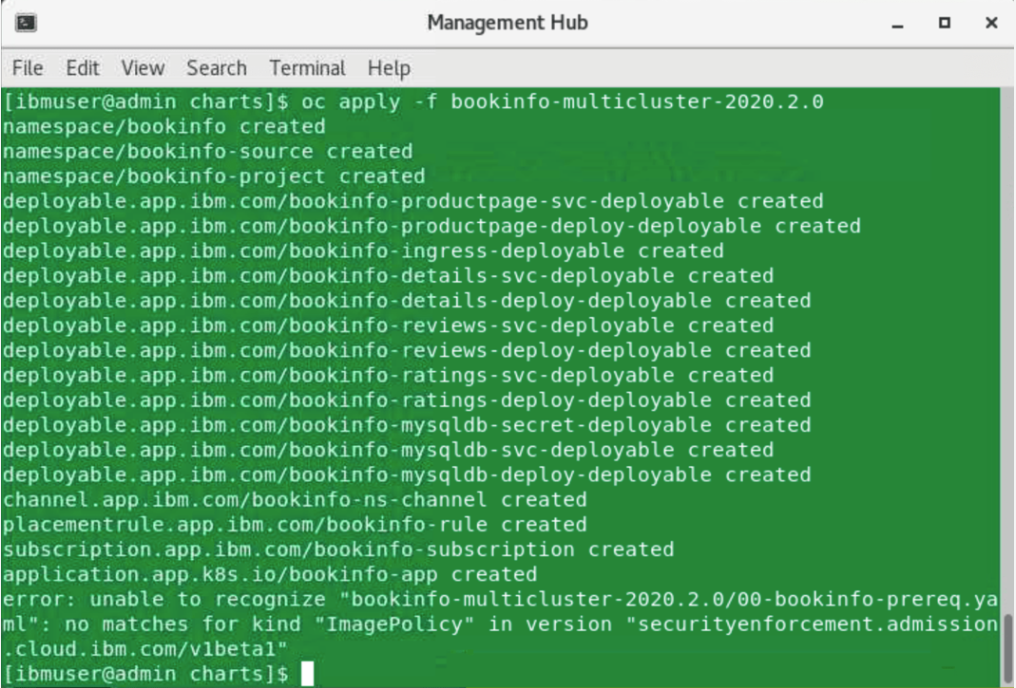 Management Hub
File Edit View Search Terminal Help
[ibmuser@admin charts]$ oc apply -f bookinfo-multicluster-2020.2.0
namespace/bookinfo created
namespace/bookinfo-source created
namespace/bookinfo-project created
deployable.app.ibm.com/bookinfo-productpage-svc-deployable created
deployable.app.ibm.com/bookinfo-productpage-deploy-deployable created
deployable.app.ibm.com/bookinfo-ingress-deployable created
deployable.app.ibm.com/bookinfo-details-svc-deployable created
deployable.app.ibm.com/bookinfo-details-deploy-deployable created
deployable.app.ibm.com/bookinfo-reviews-svc-deployable created
deployable.app.ibm.com/bookinfo-reviews-deploy-deployable created
deployable.app.ibm.com/bookinfo-ratings-svc-deployable created
deployable.app.ibm.com/bookinfo-ratings-deploy-deployable created
deployable.app.ibm.com/bookinfo-mysqldb-secret-deployable created
deployable.app.ibm.com/bookinfo-mysqldb-svc-deployable created
deployable.app.ibm.com/bookinfo-mysqldb-deploy-deployable created
channel.app.ibm.com/bookinfo-ns-channel created
placementrule.app.ibm.com/bookinfo-rule created
subscription.app.ibm.com/bookinfo-subscription created
application.app.k8s.io/bookinfo-app created
error: unable to recognize "bookinfo-multicluster-2020.2.0/00-bookinfo-prereq.ya
ml": no matches for kind "ImagePolicy" in version "securityenforcement.admission
.cloud.ibm.com/v1beta1"
[ibmuser@admin charts]$